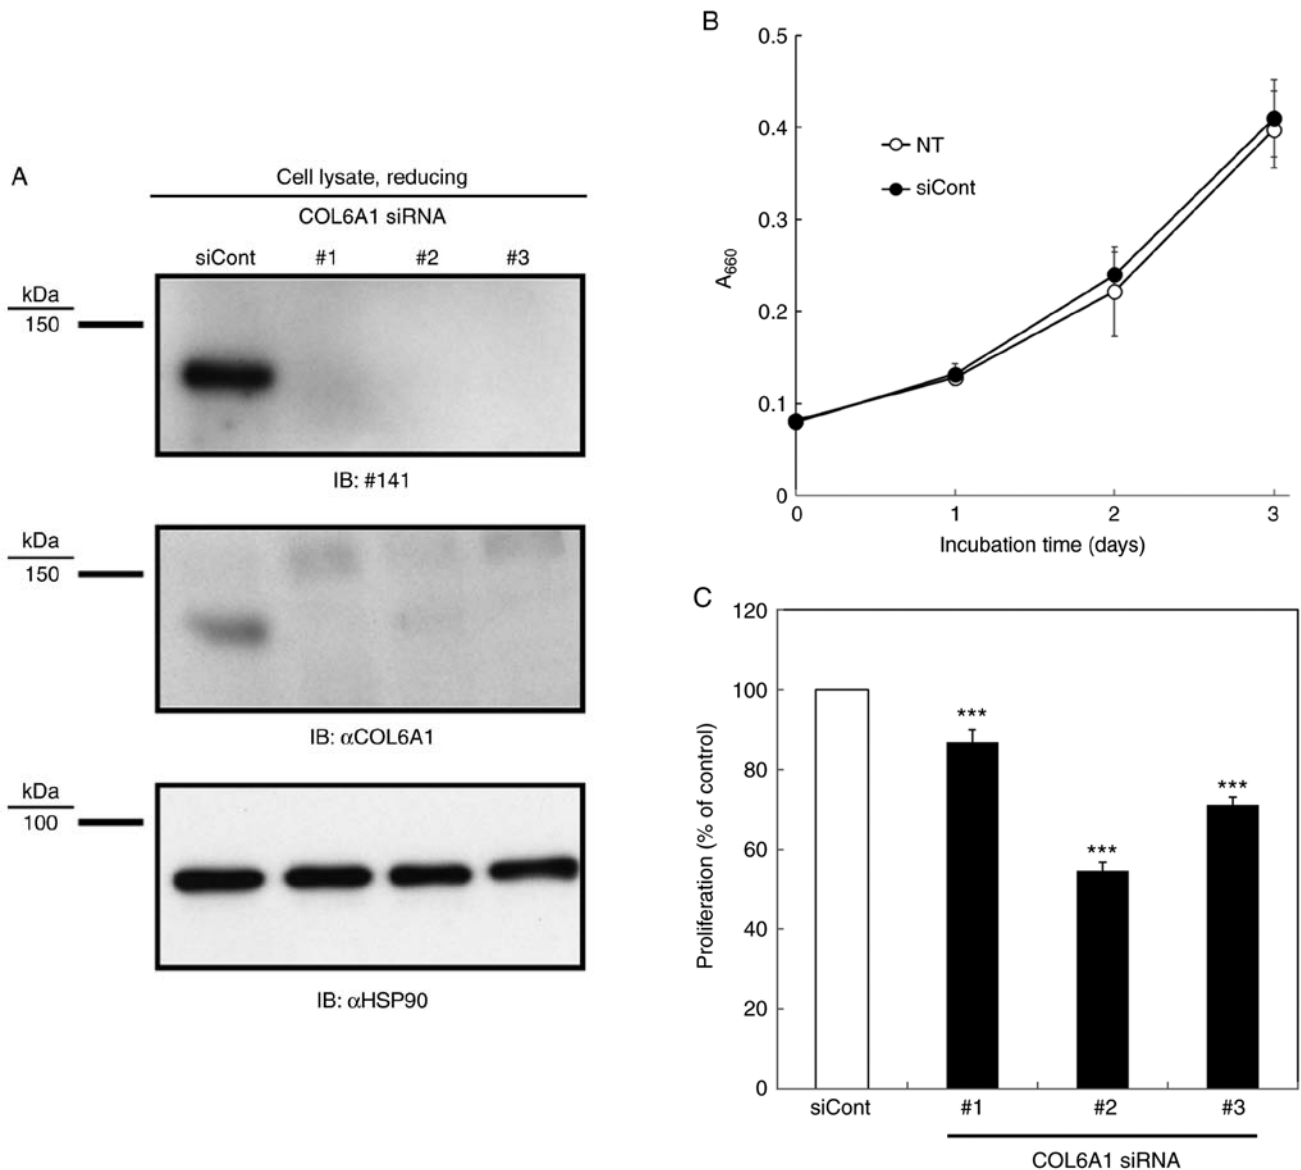 A
Cell lysate, reducing
COL6A1 siRNA
siCont #1 #2 #3
kDa
150
IB: #141
kDa
150
IB: αCOL6A1
kDa
100
IB: αHSP90
B
0.5
0.4
0.3
0.2
0.1
0
A660
NT
siCont
0 1 2 3
Incubation time (days)
C
120
100
80
60
40
20
0
Proliferation (% of control)
***
***
***
siCont #1 #2 #3
COL6A1 siRNA